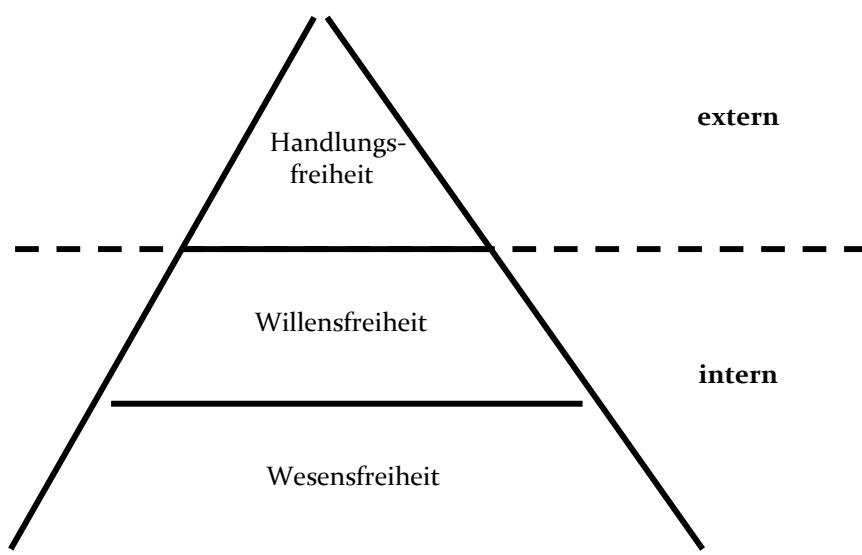 extern
Handlungs-
freiheit
Willensfreiheit
intern
Wesensfreiheit